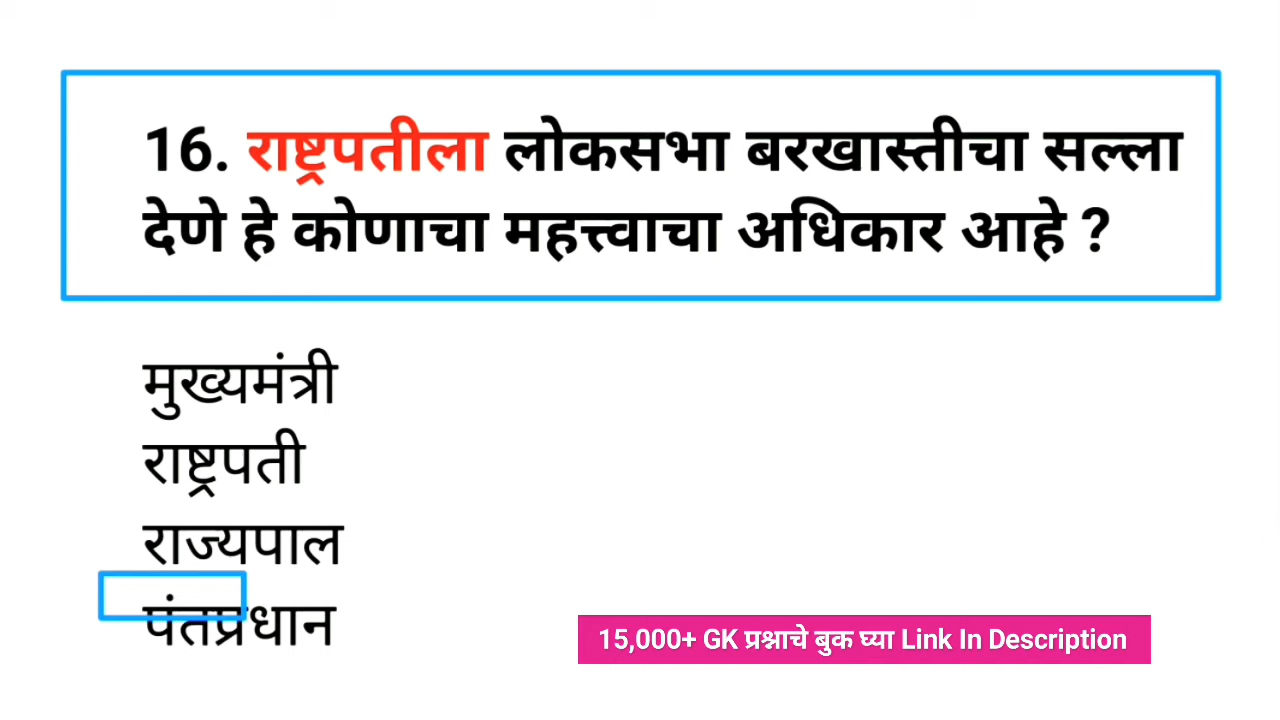 16. राष्ट्रपतीला लोकसभा बरखास्तीचा सल्ला
देणे हे कोणाचा महत्त्वाचा अधिकार आहे ?
मुख्यमंत्री
राष्ट्रपती
राज्यपाल
पंतप्रधान
15,000+ GK प्रश्नाचे बुक घ्या Link In Description